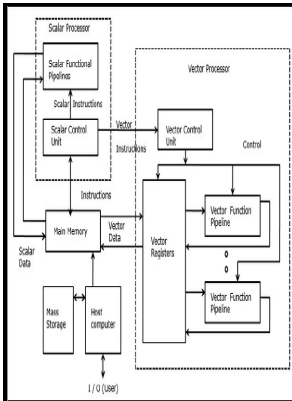 Scalar Processor
Scalar Functional
Pipelines
Scalar Instructions
Scalar Control
Unit
Vector
Instructions
Vector Processor
Vector Control
Unit
Control
Instructions
Main Memory
Scalar
Data
Vector
Data
Vector
Registers
Vector Function
Pipeline
Vector Function
Pipeline
Mass
Storage
Host
computer
I / O (User)